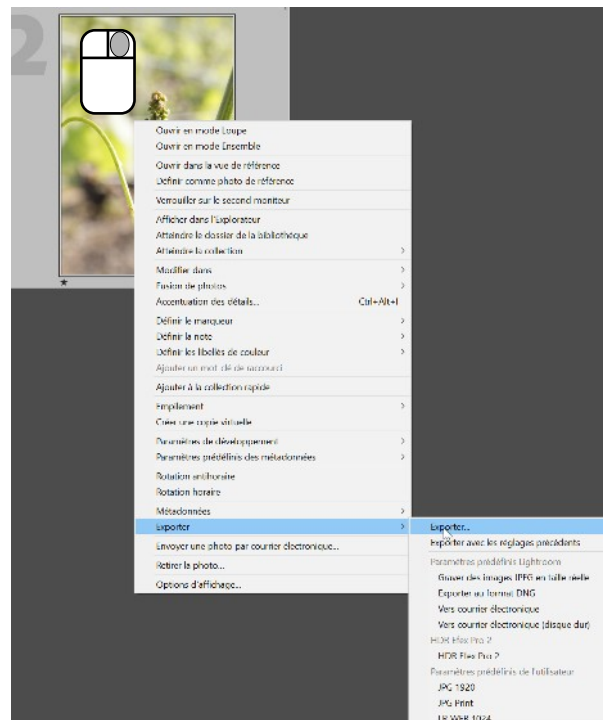 2
Ouvrir en mode Loupe
Ouvrir en mode Ensemble
Ouvrir dans la vue de référence
Définir comme photo de référence
Verrouiller sur le second moniteur
Afficher dans l'Explorateur
Atteindre le dossier de la bibliothèque
Atteindre la collection
Modifier dans
Fusion de photos
Accentuation des détails... Ctrl+Alt+I
Définir le marqueur
Définir la note
Définir les libellés de couleur
Ajouter un mot-clé de raccourci
Ajouter à la collection rapide
Empilement
Créer une copie virtuelle
Paramètres de développement
Paramètres prédéfinis des métadonnées
Rotation antihoraire
Rotation horaire
Métadonnées
Exporter
Envoyer une photo par courrier électronique...
Retirer la photo...
Options d'affichage...
Exporter...
Exporter avec les réglages précédents
Paramètres prédéfinis Lightroom
Graver des images JPEG en taille réelle
Exporter au format DNG
Vers courrier électronique
Vers courrier électronique (disque dur)
HDR Efex Pro 2
HDR Efex Pro 2
Paramètres prédéfinis de l'utilisateur
JPG 1920
JPG Print
LR WEB 1024